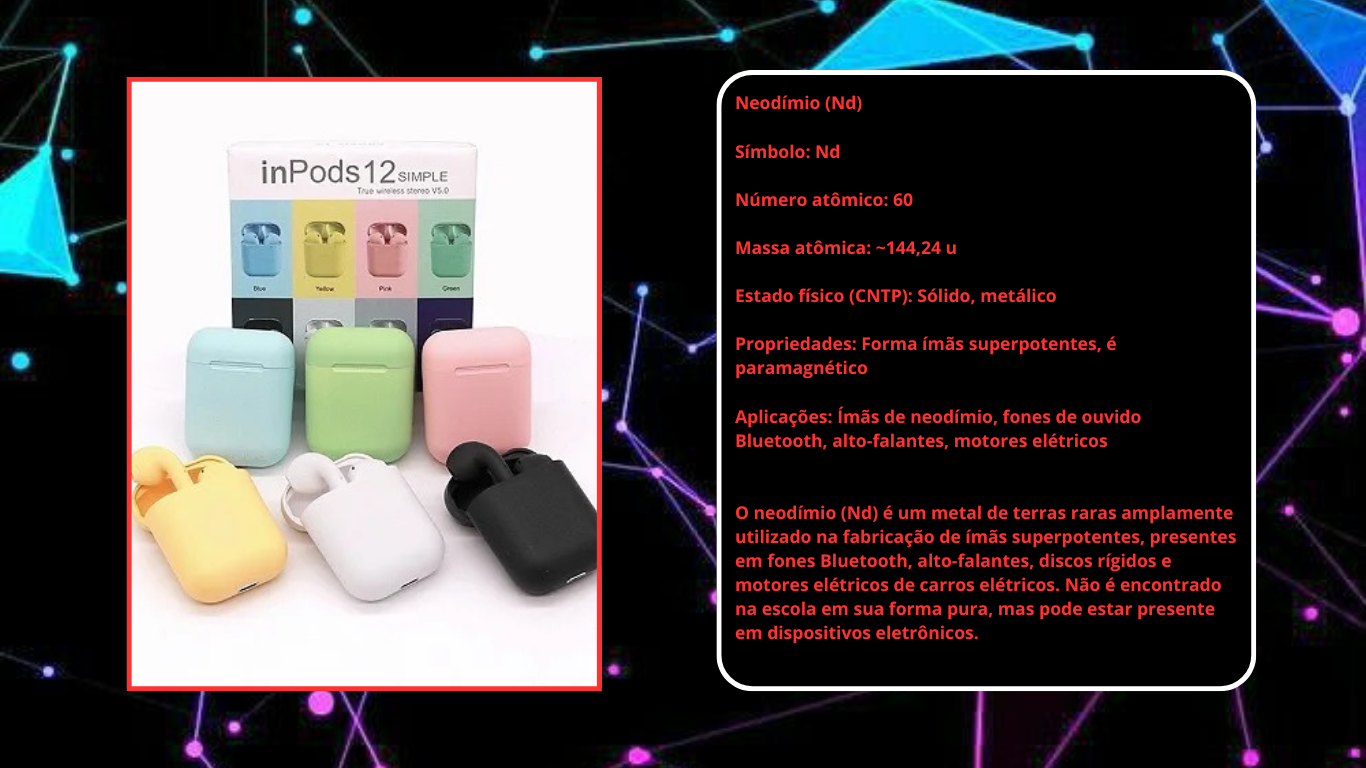 inPods12 SIMPLE
True wireless stereo V5.0
Blue
Yellow
Pink
Green
Neodímio (Nd)
Símbolo: Nd
Número atômico: 60
Massa atômica: ~144,24 u
Estado físico (CNTP): Sólido, metálico
Propriedades: Forma ímãs superpotentes, é
paramagnético
Aplicações: Ímãs de neodímio, fones de ouvido
Bluetooth, alto-falantes, motores elétricos
O neodímio (Nd) é um metal de terras raras amplamente
utilizado na fabricação de ímãs superpotentes, presentes
em fones Bluetooth, alto-falantes, discos rígidos e
motores elétricos de carros elétricos. Não é encontrado
na escola em sua forma pura, mas pode estar presente
em dispositivos eletrônicos.